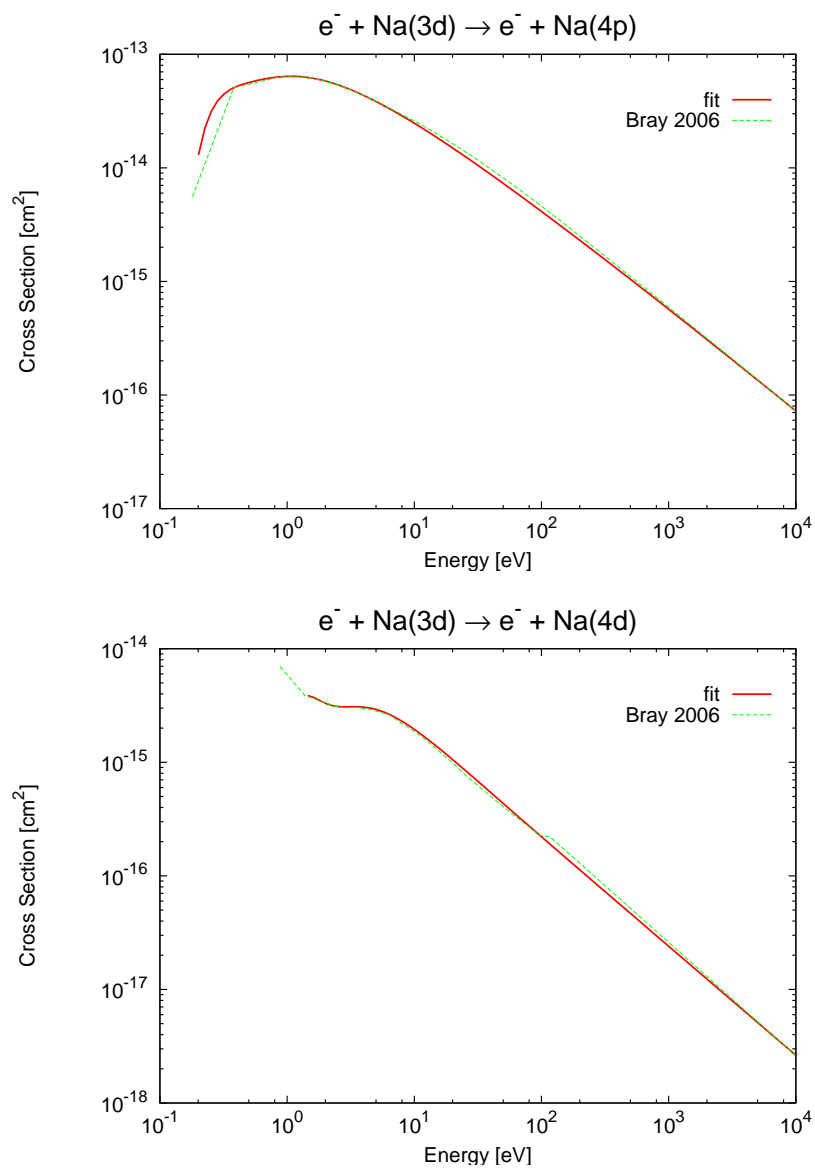 e⁻ + Na(3d) → e⁻ + Na(4p)
10⁻¹³
10⁻¹⁴
10⁻¹⁵
10⁻¹⁶
10⁻¹⁷
Cross Section [cm²]
fit
Bray 2006
10⁻¹ 10⁰ 10¹ 10² 10³ 10⁴
Energy [eV]
e⁻ + Na(3d) → e⁻ + Na(4d)
10⁻¹⁴
10⁻¹⁵
10⁻¹⁶
10⁻¹⁷
10⁻¹⁸
Cross Section [cm²]
fit
Bray 2006
10⁻¹ 10⁰ 10¹ 10² 10³ 10⁴
Energy [eV]